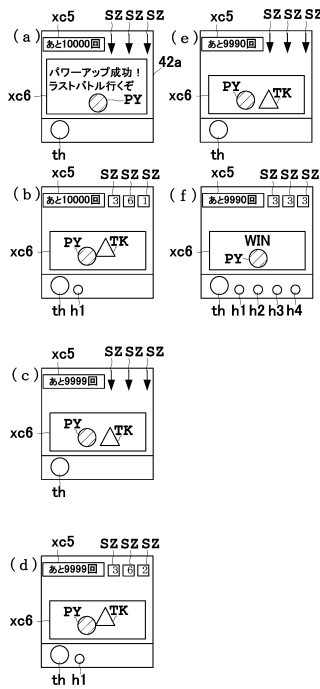 (a)
xc5
SZ SZ SZ
あと10000回
42a
パワーアップ成功！
ラストバトル行くぞ
PY
xc6
th
(b)
xc5
SZ SZ SZ
あと10000回
3 6 1
PY
TK
xc6
th h1
(c)
xc5
SZ SZ SZ
あと9999回
PY
TK
xc6
th
(d)
xc5
SZ SZ SZ
あと9999回
3 6 2
PY
TK
xc6
th h1
(e)
xc5
SZ SZ SZ
あと9990回
PY
TK
xc6
th
(f)
xc5
SZ SZ SZ
あと9990回
3 3 3
WIN
PY
xc6
th h1 h2 h3 h4